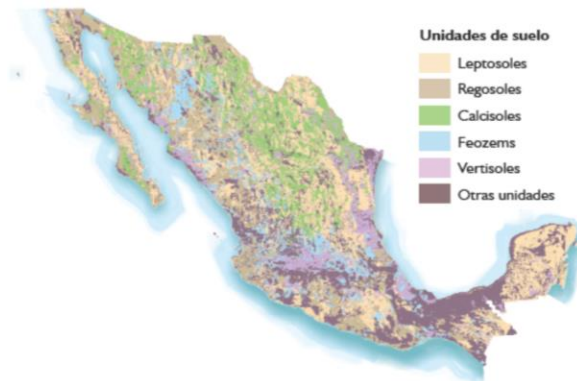 Unidades de suelo
Leptosoles
Regosoles
Calcisoles
Feozems
Vertisoles
Otras unidades